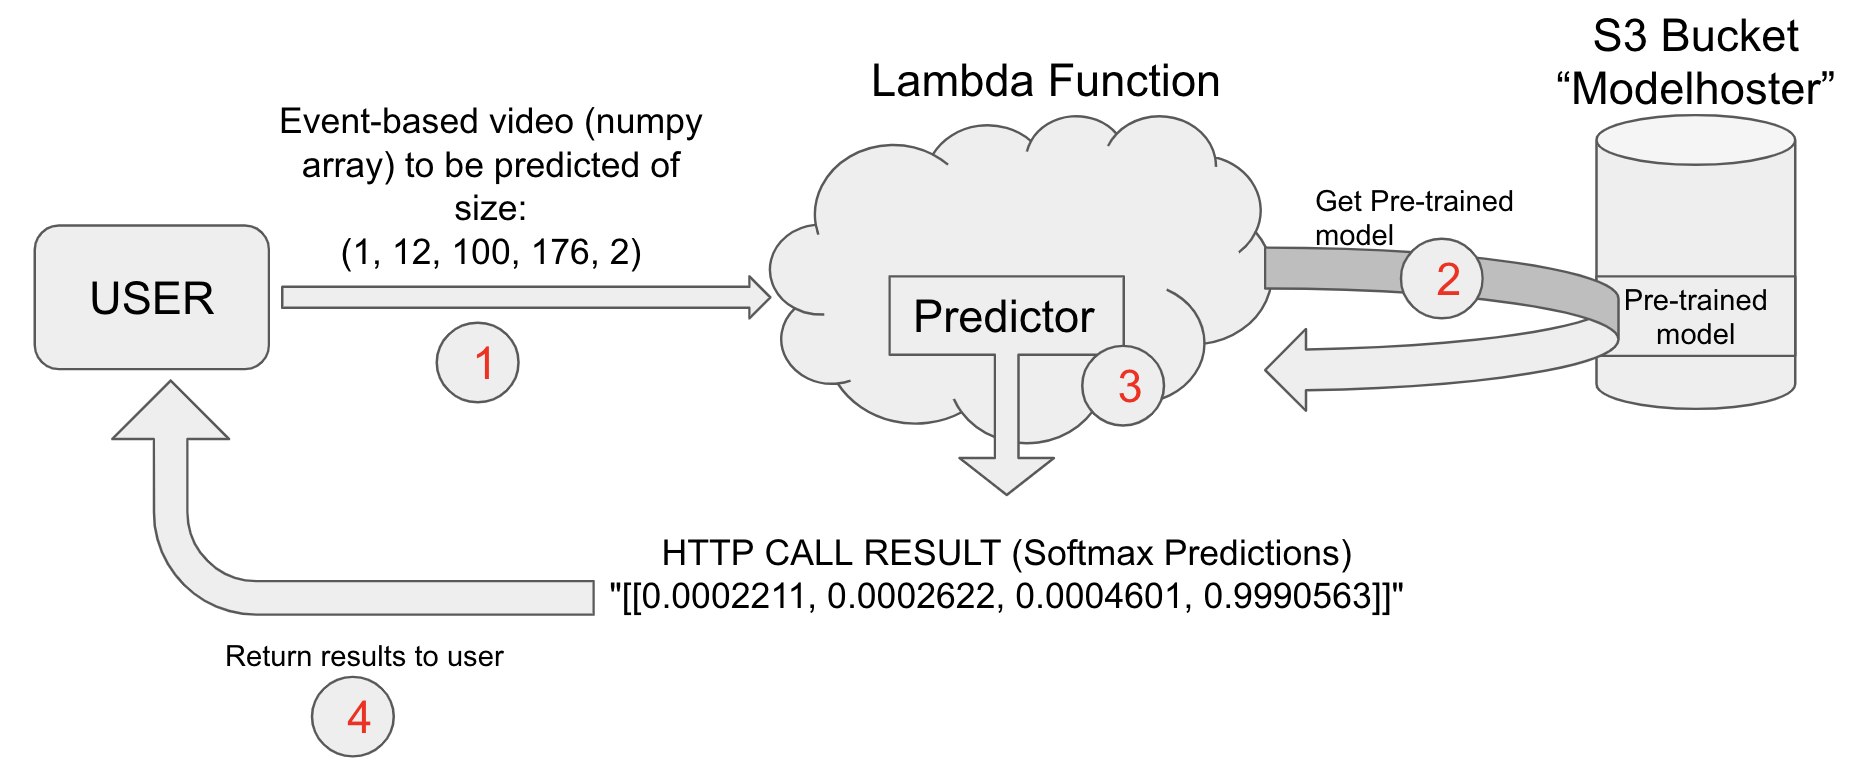 S3 Bucket
“Modelhoster”
Lambda Function
Event-based video (numpy
array) to be predicted of
size:
(1, 12, 100, 176, 2)
USER
1
Get Pre-trained
model
2
Pre-trained
model
Predictor
3
HTTP CALL RESULT (Softmax Predictions)
"[[0.0002211, 0.0002622, 0.0004601, 0.9990563]]"
Return results to user
4